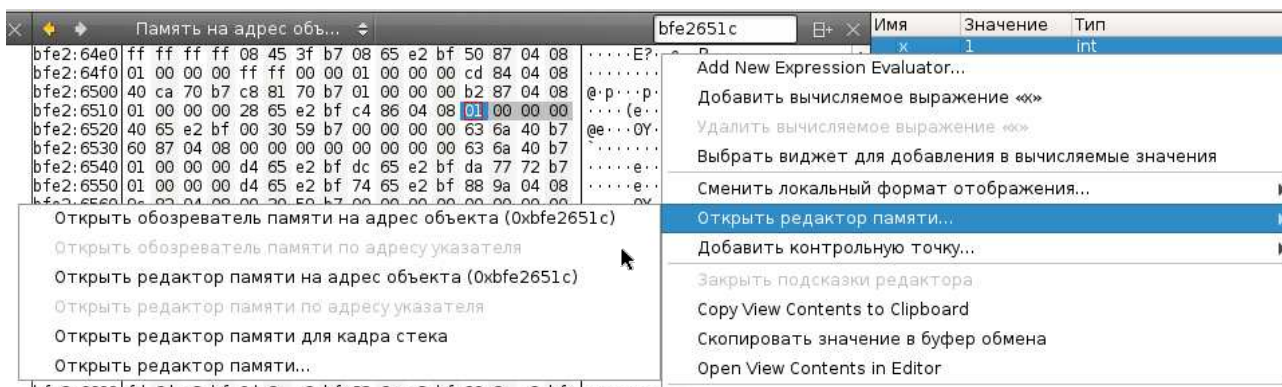 Память на адрес объ... bfe2651c
Имя Значение Тип
x 1 int
bfe2:64e0 ff ff ff ff 08 45 3f b7 08 65 e2 bf 50 87 04 08
bfe2:64f0 01 00 00 00 ff ff 00 00 01 00 00 00 cd 84 04 08
bfe2:6500 40 ca 70 b7 c8 81 70 b7 01 00 00 00 b2 87 04 08 @·p···p·
bfe2:6510 01 00 00 00 28 65 e2 bf c4 86 04 08 01 00 00 00 ····(e··
bfe2:6520 40 65 e2 bf 00 30 59 b7 00 00 00 00 63 6a 40 b7 @e···0Y·
bfe2:6530 60 87 04 08 00 00 00 00 00 00 00 00 63 6a 40 b7 `·······
bfe2:6540 01 00 00 00 d4 65 e2 bf dc 65 e2 bf da 77 72 b7 ·····e··
bfe2:6550 01 00 00 00 d4 65 e2 bf 74 65 e2 bf 88 9a 04 08 ·····e··
Add New Expression Evaluator...
Добавить вычисляемое выражение «x»
Удалить вычисляемое выражение «x»
Выбрать виджет для добавления в вычисляемые значения
Сменить локальный формат отображения...
Открыть редактор памяти...
Добавить контрольную точку...
Закрыть подсказки редактора
Copy View Contents to Clipboard
Скопировать значение в буфер обмена
Open View Contents in Editor
Открыть обозреватель памяти на адрес объекта (0xbfe2651c)
Открыть обозреватель памяти по адресу указателя
Открыть редактор памяти на адрес объекта (0xbfe2651c)
Открыть редактор памяти по адресу указателя
Открыть редактор памяти для кадра стека
Открыть редактор памяти...